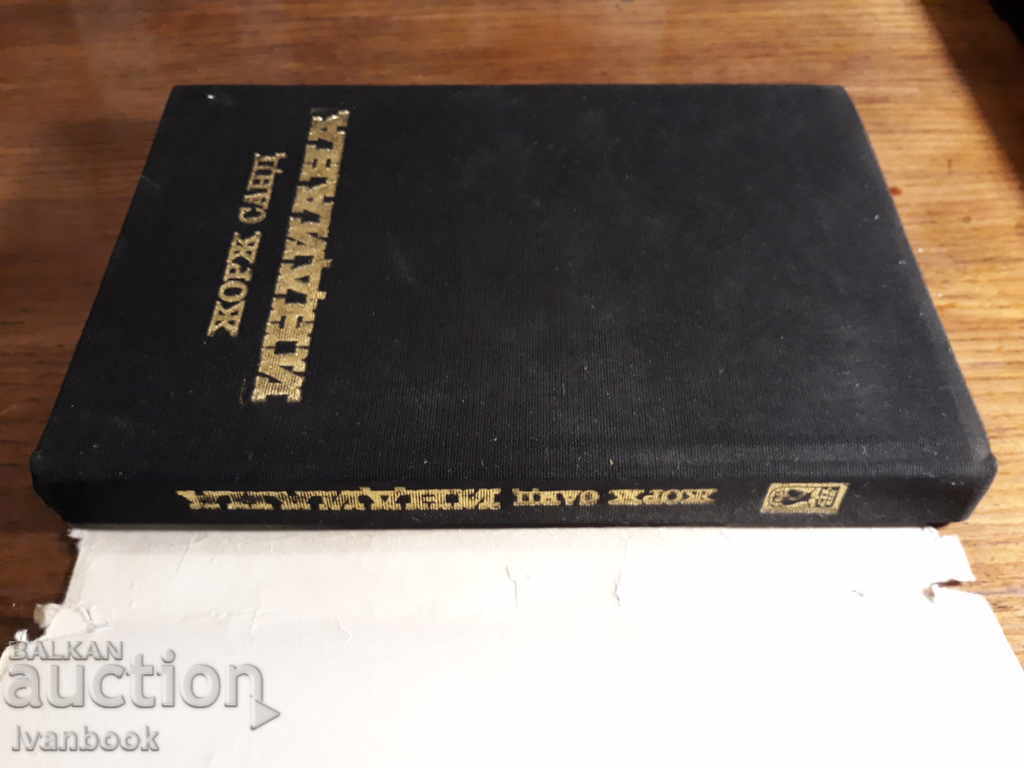 ЖОРЖ САНД
ИНДИАНА
ЖОРЖ САНД ИНДИАНА
BALKAN
auction
Ivanbook